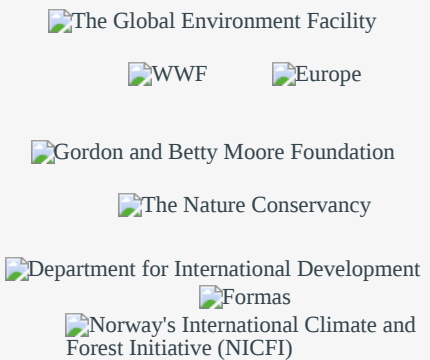 The Global Environment Facility
WWF Europe
Gordon and Betty Moore Foundation
The Nature Conservancy
Department for International Development
Formas
Norway's International Climate and
Forest Initiative (NICFI)